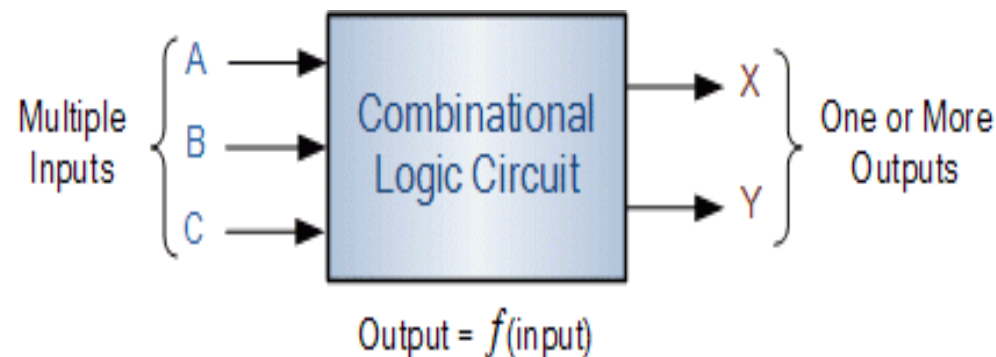 Multiple
Inputs
A
B
C
Combinational
Logic Circuit
X
Y
One or More
Outputs
Output = f(input)